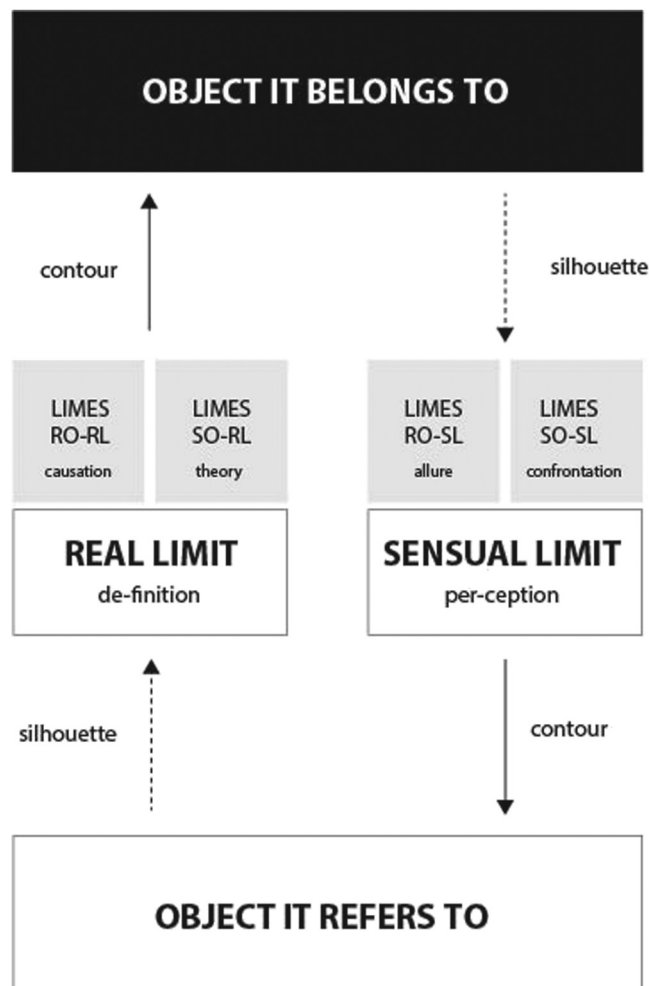 OBJECT IT BELONGS TO
contour
silhouette
LIMES
RO-RL
causation
LIMES
SO-RL
theory
LIMES
RO-SL
allure
LIMES
SO-SL
confrontation
REAL LIMIT
de-finition
SENSUAL LIMIT
per-ception
silhouette
contour
OBJECT IT REFERS TO